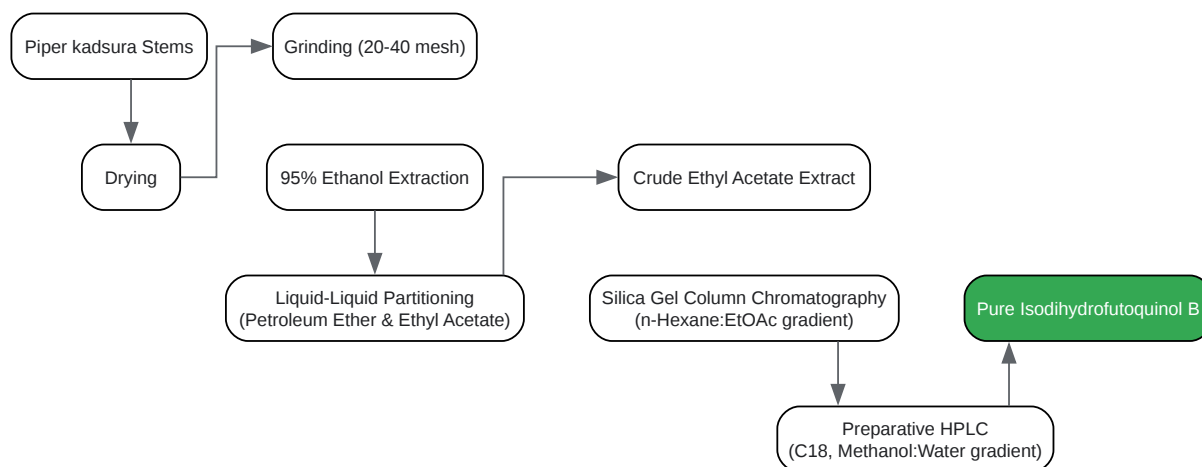 Piper kadsura Stems
Grinding (20-40 mesh)
Drying
95% Ethanol Extraction
Crude Ethyl Acetate Extract
Liquid-Liquid Partitioning
(Petroleum Ether & Ethyl Acetate)
Silica Gel Column Chromatography
(n-Hexane:EtOAc gradient)
Pure Isodihydrofutoquinol B
Preparative HPLC
(C18, Methanol:Water gradient)